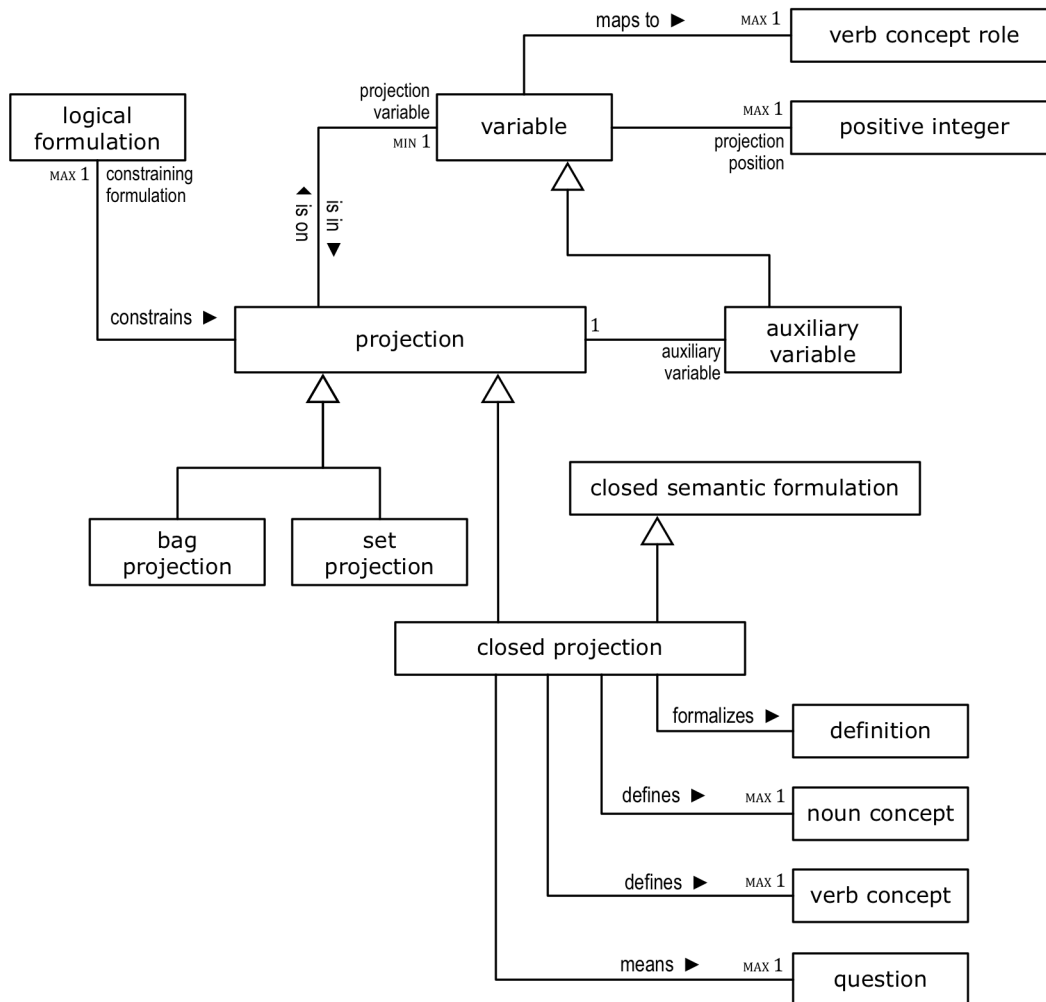 maps to ►
MAX 1
verb concept role
logical
formulation
projection
variable
MIN 1
variable
MAX 1
projection
position
positive integer
MAX 1
constraining
formulation
◄ is on
is in ►
constrains ►
projection
1
auxiliary
variable
auxiliary
variable
bag
projection
set
projection
closed semantic formulation
closed projection
formalizes ►
definition
defines ►
MAX 1
noun concept
defines ►
MAX 1
verb concept
means ►
MAX 1
question